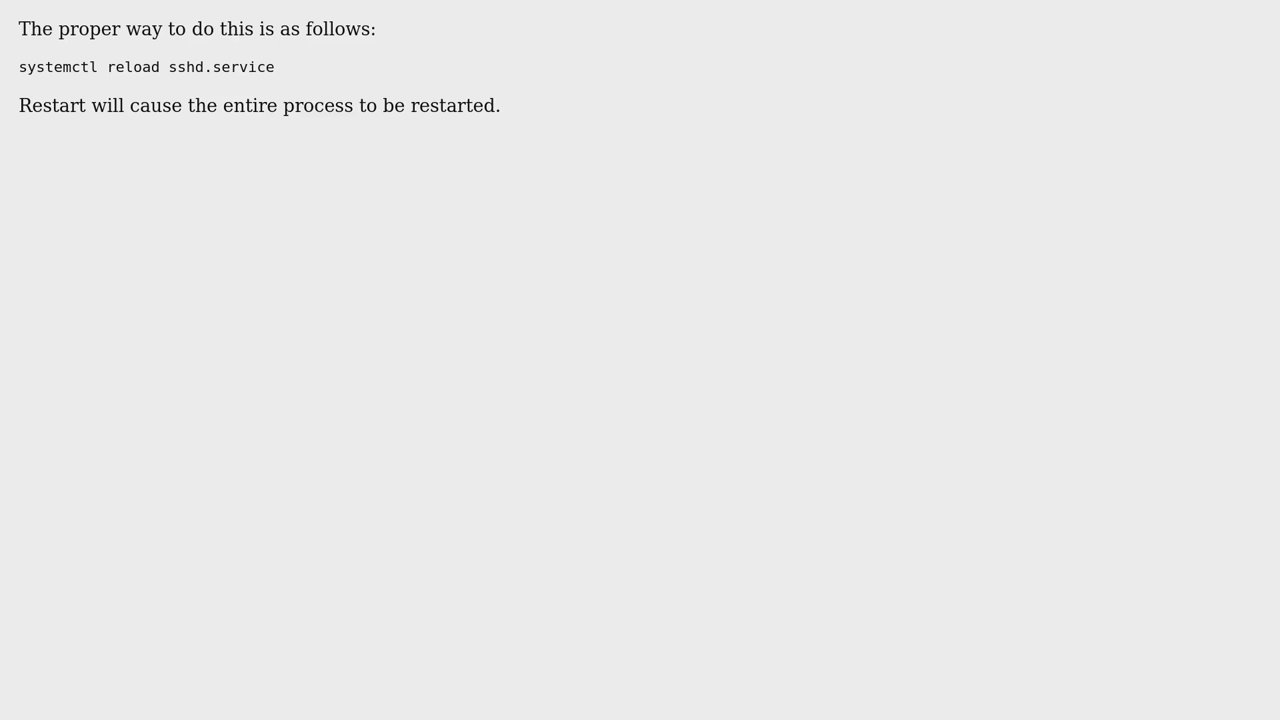 The proper way to do this is as follows:
systemctl reload sshd.service
Restart will cause the entire process to be restarted.